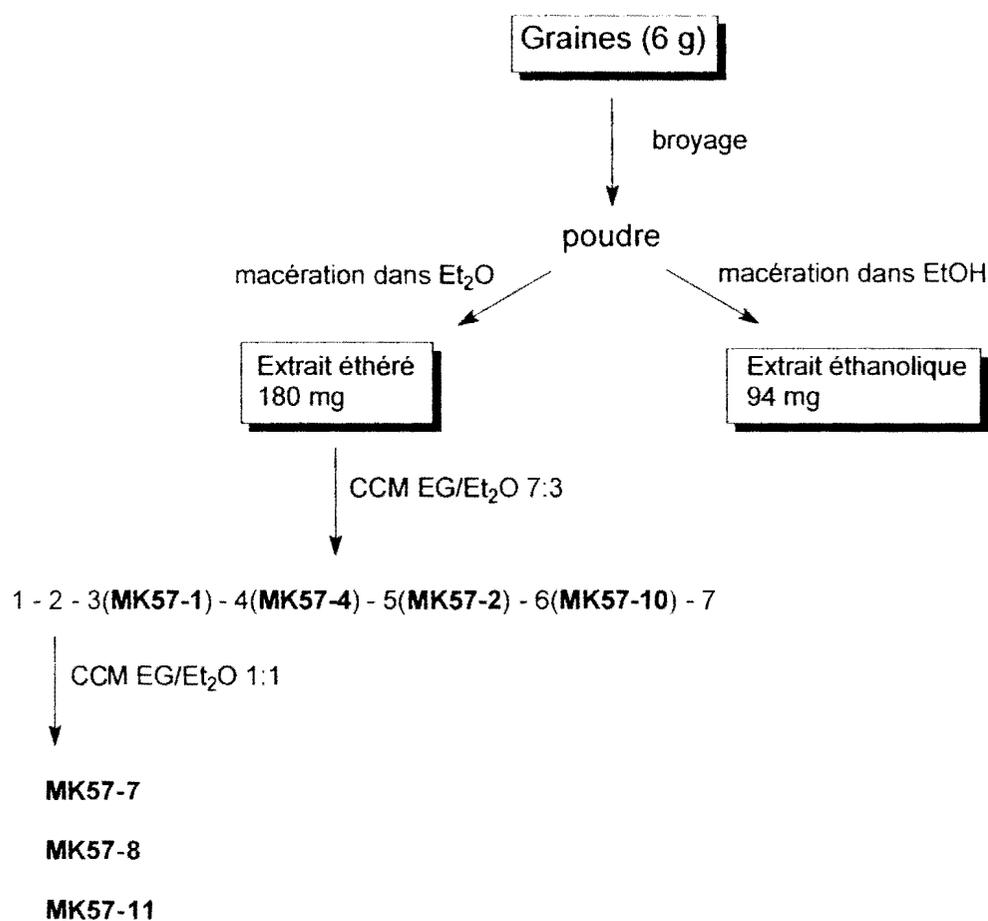 Graines (6 g)
broyage
poudre
macération dans Et₂O
macération dans EtOH
Extrait éthéré
180 mg
Extrait éthanolique
94 mg
CCM EG/Et₂O 7:3
1 - 2 - 3(MK57-1) - 4(MK57-4) - 5(MK57-2) - 6(MK57-10) - 7
CCM EG/Et₂O 1:1
MK57-7
MK57-8
MK57-11